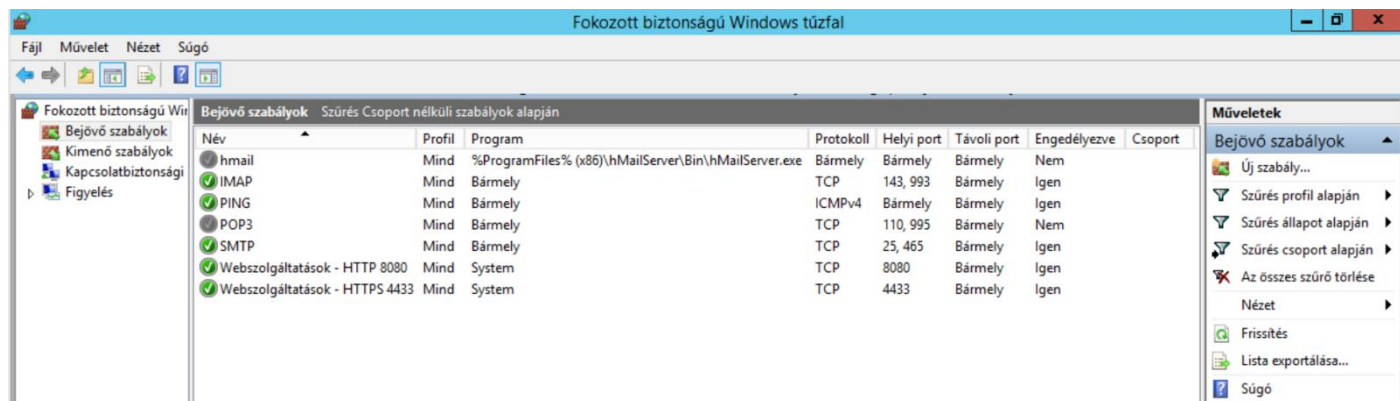 Fokozott biztonságú Windows tűzfal
Fájl Művelet Nézet Súgó
Fokozott biztonságú Wir
Bejövő szabályok
Kimenő szabályok
Kapcsolatbiztonsági
Figyelés
Bejövő szabályok Szűrés Csoport nélküli szabályok alapján
Név Profil Program Protokoll Helyi port Távoli port Engedélyezve Csoport
hmail Mind %ProgramFiles% (x86)\hMailServer\Bin\hMailServer.exe Bármely Bármely Bármely Nem
IMAP Mind Bármely TCP 143, 993 Bármely Igen
PING Mind Bármely ICMPv4 Bármely Bármely Igen
POP3 Mind Bármely TCP 110, 995 Bármely Nem
SMTP Mind Bármely TCP 25, 465 Bármely Igen
Webszolgáltatások - HTTP 8080 Mind System TCP 8080 Bármely Igen
Webszolgáltatások - HTTPS 4433 Mind System TCP 4433 Bármely Igen
Műveletek
Bejövő szabályok
Új szabály...
Szűrés profil alapján
Szűrés állapot alapján
Szűrés csoport alapján
Az összes szűrő törlése
Nézet
Frissítés
Lista exportálása...
Súgó